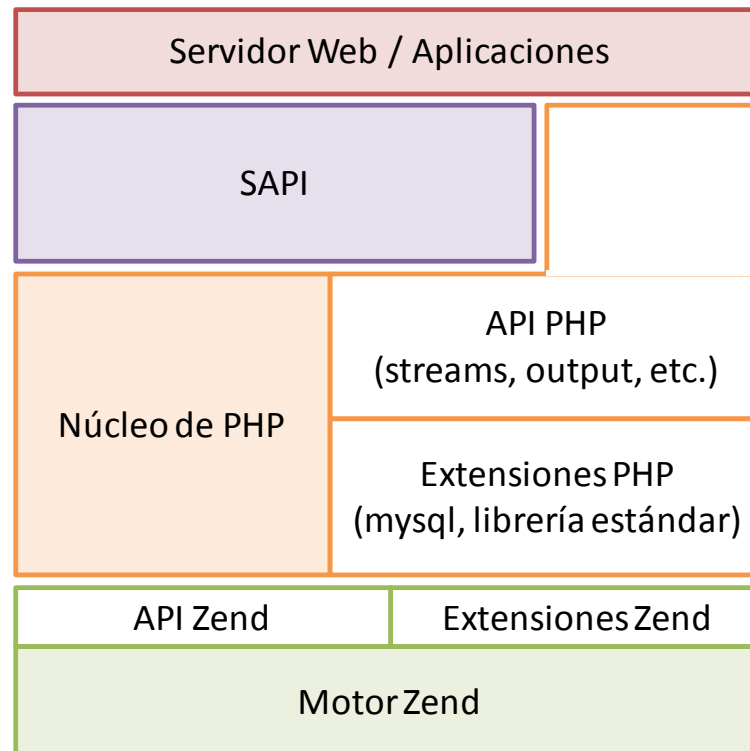 Servidor Web / Aplicaciones
SAPI
API PHP
(streams, output, etc.)
Núcleo de PHP
Extensiones PHP
(mysql, librería estándar)
API Zend
Extensiones Zend
Motor Zend